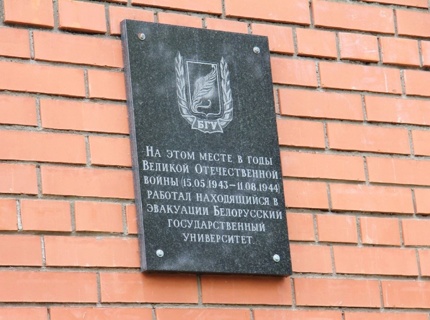 БГУ
На этом месте в годы
Великой Отечественной
войны (15.05.1943–11.08.1944)
работал находящийся в
эвакуации Белорусский
государственный
университет.